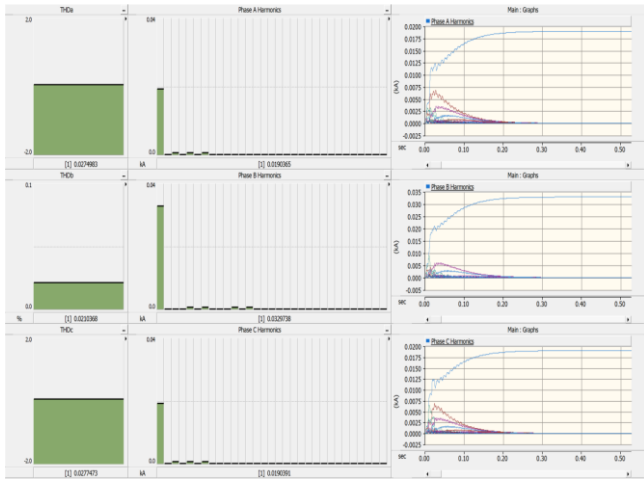 THDa
2.0
-2.0
[1] 0.0274983
Phase A Harmonics
0.04
0.0
kA
[1] 0.0190365
Main : Graphs
Phase A Harmonics
(kA)
0.0200
0.0175
0.0150
0.0125
0.0100
0.0075
0.0050
0.0025
0.0000
-0.0025
sec 0.00 0.10 0.20 0.30 0.40 0.50
THDb
0.1
0.0
% [1] 0.0210368
Phase B Harmonics
0.04
0.0
kA
[1] 0.0329738
Main : Graphs
Phase B Harmonics
(kA)
0.035
0.030
0.025
0.020
0.015
0.010
0.005
0.000
-0.005
sec 0.00 0.10 0.20 0.30 0.40 0.50
THDc
2.0
-2.0
[1] 0.0277473
Phase C Harmonics
0.04
0.0
kA
[1] 0.0190391
Main : Graphs
Phase C Harmonics
(kA)
0.0200
0.0175
0.0150
0.0125
0.0100
0.0075
0.0050
0.0025
0.0000
-0.0025
sec 0.00 0.10 0.20 0.30 0.40 0.50